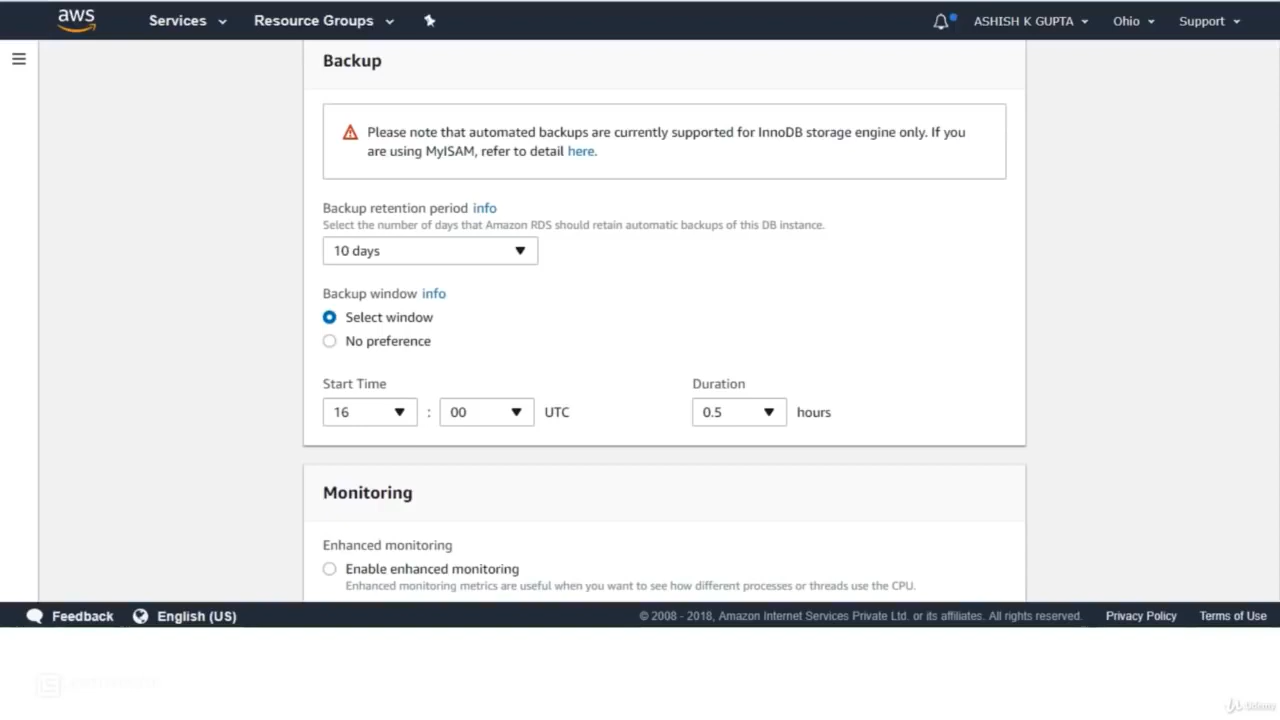 aws
Services
Resource Groups
ASHISH K GUPTA
Ohio
Support
Backup
Please note that automated backups are currently supported for InnoDB storage engine only. If you
are using MyISAM, refer to detail here.
Backup retention period info
Select the number of days that Amazon RDS should retain automatic backups of this DB instance.
10 days
Backup window info
Select window
No preference
Start Time
Duration
16 : 00 UTC
0.5 hours
Monitoring
Enhanced monitoring
Enable enhanced monitoring
Enhanced monitoring metrics are useful when you want to see how different processes or threads use the CPU.
Feedback
English (US)
© 2008 - 2018, Amazon Internet Services Private Ltd. or its affiliates. All rights reserved.
Privacy Policy
Terms of Use
Udemy